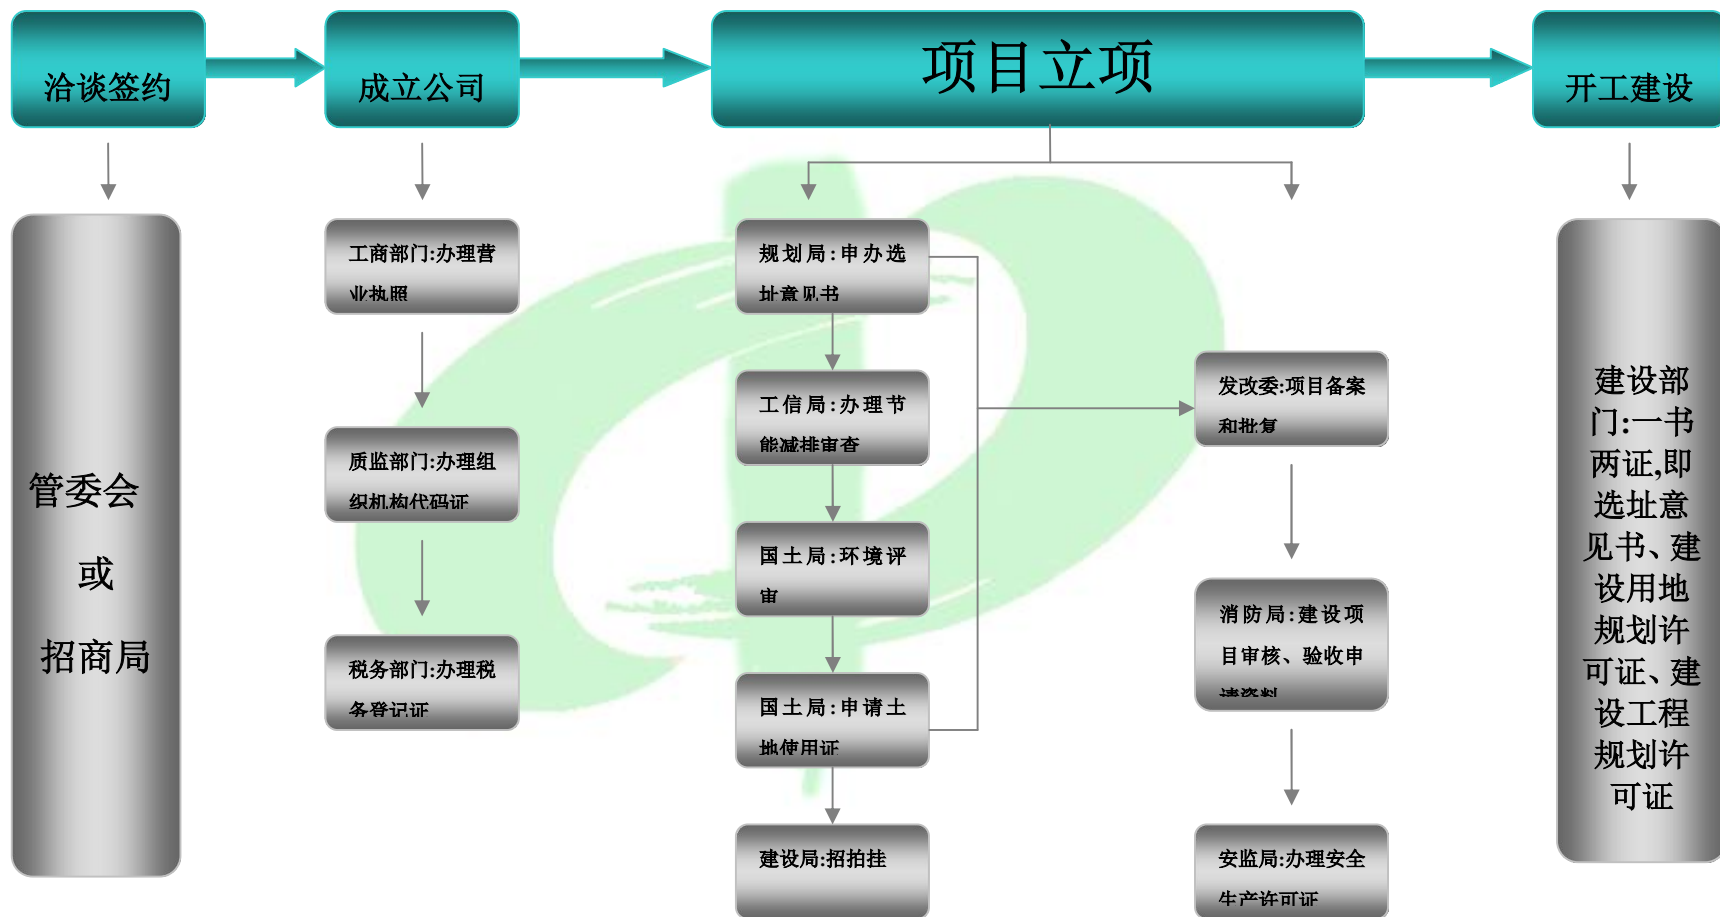 洽谈签约
成立公司
项目立项
开工建设
管委会
或
招商局
工商部门:办理营
业执照
质监部门:办理组
织机构代码证
税务部门:办理税
务登记证
规划局:申办选
址意见书
工信局:办理节
能减排审查
国土局:环境评
审
国土局:申请土
地使用证
建设局:招拍挂
发改委:项目备案
和批复
消防局:建设项
目审核、验收申
请资料
安监局:办理安全
生产许可证
建设部
门:一书
两证,即
选址意
见书、建
设用地
规划许
可证、建
设工程
规划许
可证